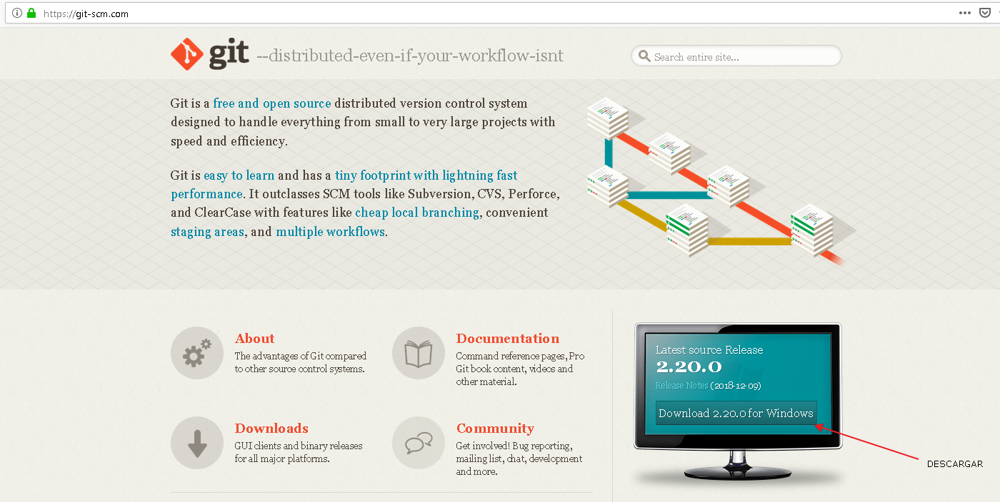 https://git-scm.com
git --distributed-even-if-your-workflow-isnt
Search entire site...
Git is a free and open source distributed version control system
designed to handle everything from small to very large projects with
speed and efficiency.
Git is easy to learn and has a tiny footprint with lightning fast
performance. It outclasses SCM tools like Subversion, CVS, Perforce,
and ClearCase with features like cheap local branching, convenient
staging areas, and multiple workflows.
About
The advantages of Git compared
to other source control systems.
Documentation
Command reference pages, Pro
Git book content, videos and
other material.
Downloads
GUI clients and binary releases
for all major platforms.
Community
Get involved! Bug reporting,
mailing list, chat, development
and more.
Latest source Release
2.20.0
Release Notes (2018-12-09)
Download 2.20.0 for Windows
DESCARGAR